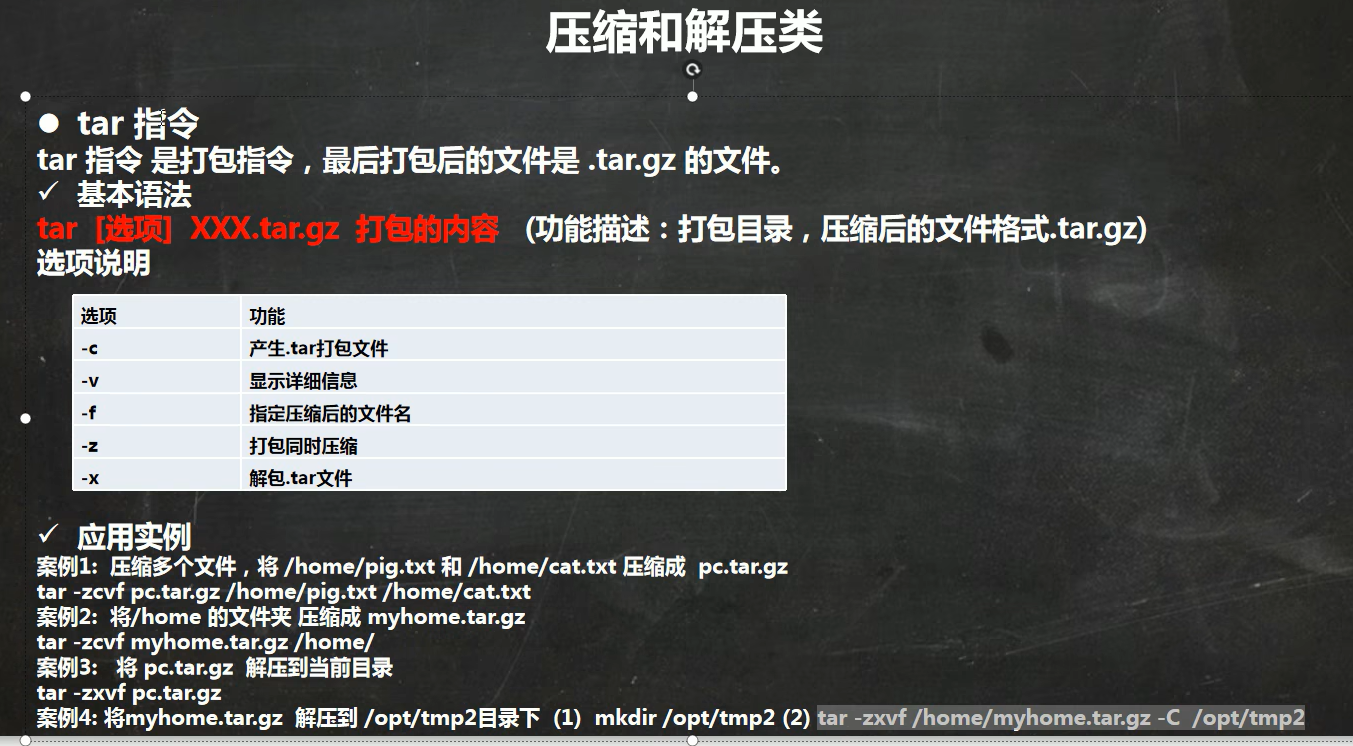 压缩和解压类
● tar 指令
tar 指令 是打包指令，最后打包后的文件是 .tar.gz 的文件。
✓ 基本语法
tar [选项] XXX.tar.gz 打包的内容 (功能描述：打包目录，压缩后的文件格式.tar.gz)
选项说明
选项 功能
-c 产生.tar打包文件
-v 显示详细信息
-f 指定压缩后的文件名
-z 打包同时压缩
-x 解包.tar文件
✓ 应用实例
案例1: 压缩多个文件，将 /home/pig.txt 和 /home/cat.txt 压缩成 pc.tar.gz
tar -zcvf pc.tar.gz /home/pig.txt /home/cat.txt
案例2: 将/home 的文件夹 压缩成 myhome.tar.gz
tar -zcvf myhome.tar.gz /home/
案例3: 将 pc.tar.gz 解压到当前目录
tar -zxvf pc.tar.gz
案例4: 将myhome.tar.gz 解压到 /opt/tmp2目录下 (1) mkdir /opt/tmp2 (2) tar -zxvf /home/myhome.tar.gz -C /opt/tmp2